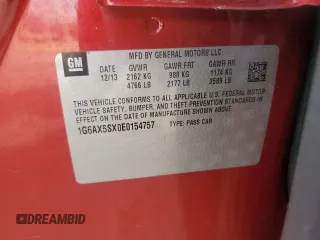 GM
MFD BY GENERAL MOTORS LLC
12/13 GVWR GAWR FRT GAWR RR
2162 KG 988 KG 1174 KG
4766 LB 2177 LB 2589 LB
THIS VEHICLE CONFORMS TO ALL APPLICABLE U.S. FEDERAL MOTOR
VEHICLE SAFETY, BUMPER, AND THEFT PREVENTION STANDARDS IN
EFFECT ON THE DATE OF MANUFACTURE SHOWN ABOVE.
1G6AX5SX0E0154757 TYPE: PASS CAR
DREAMBID